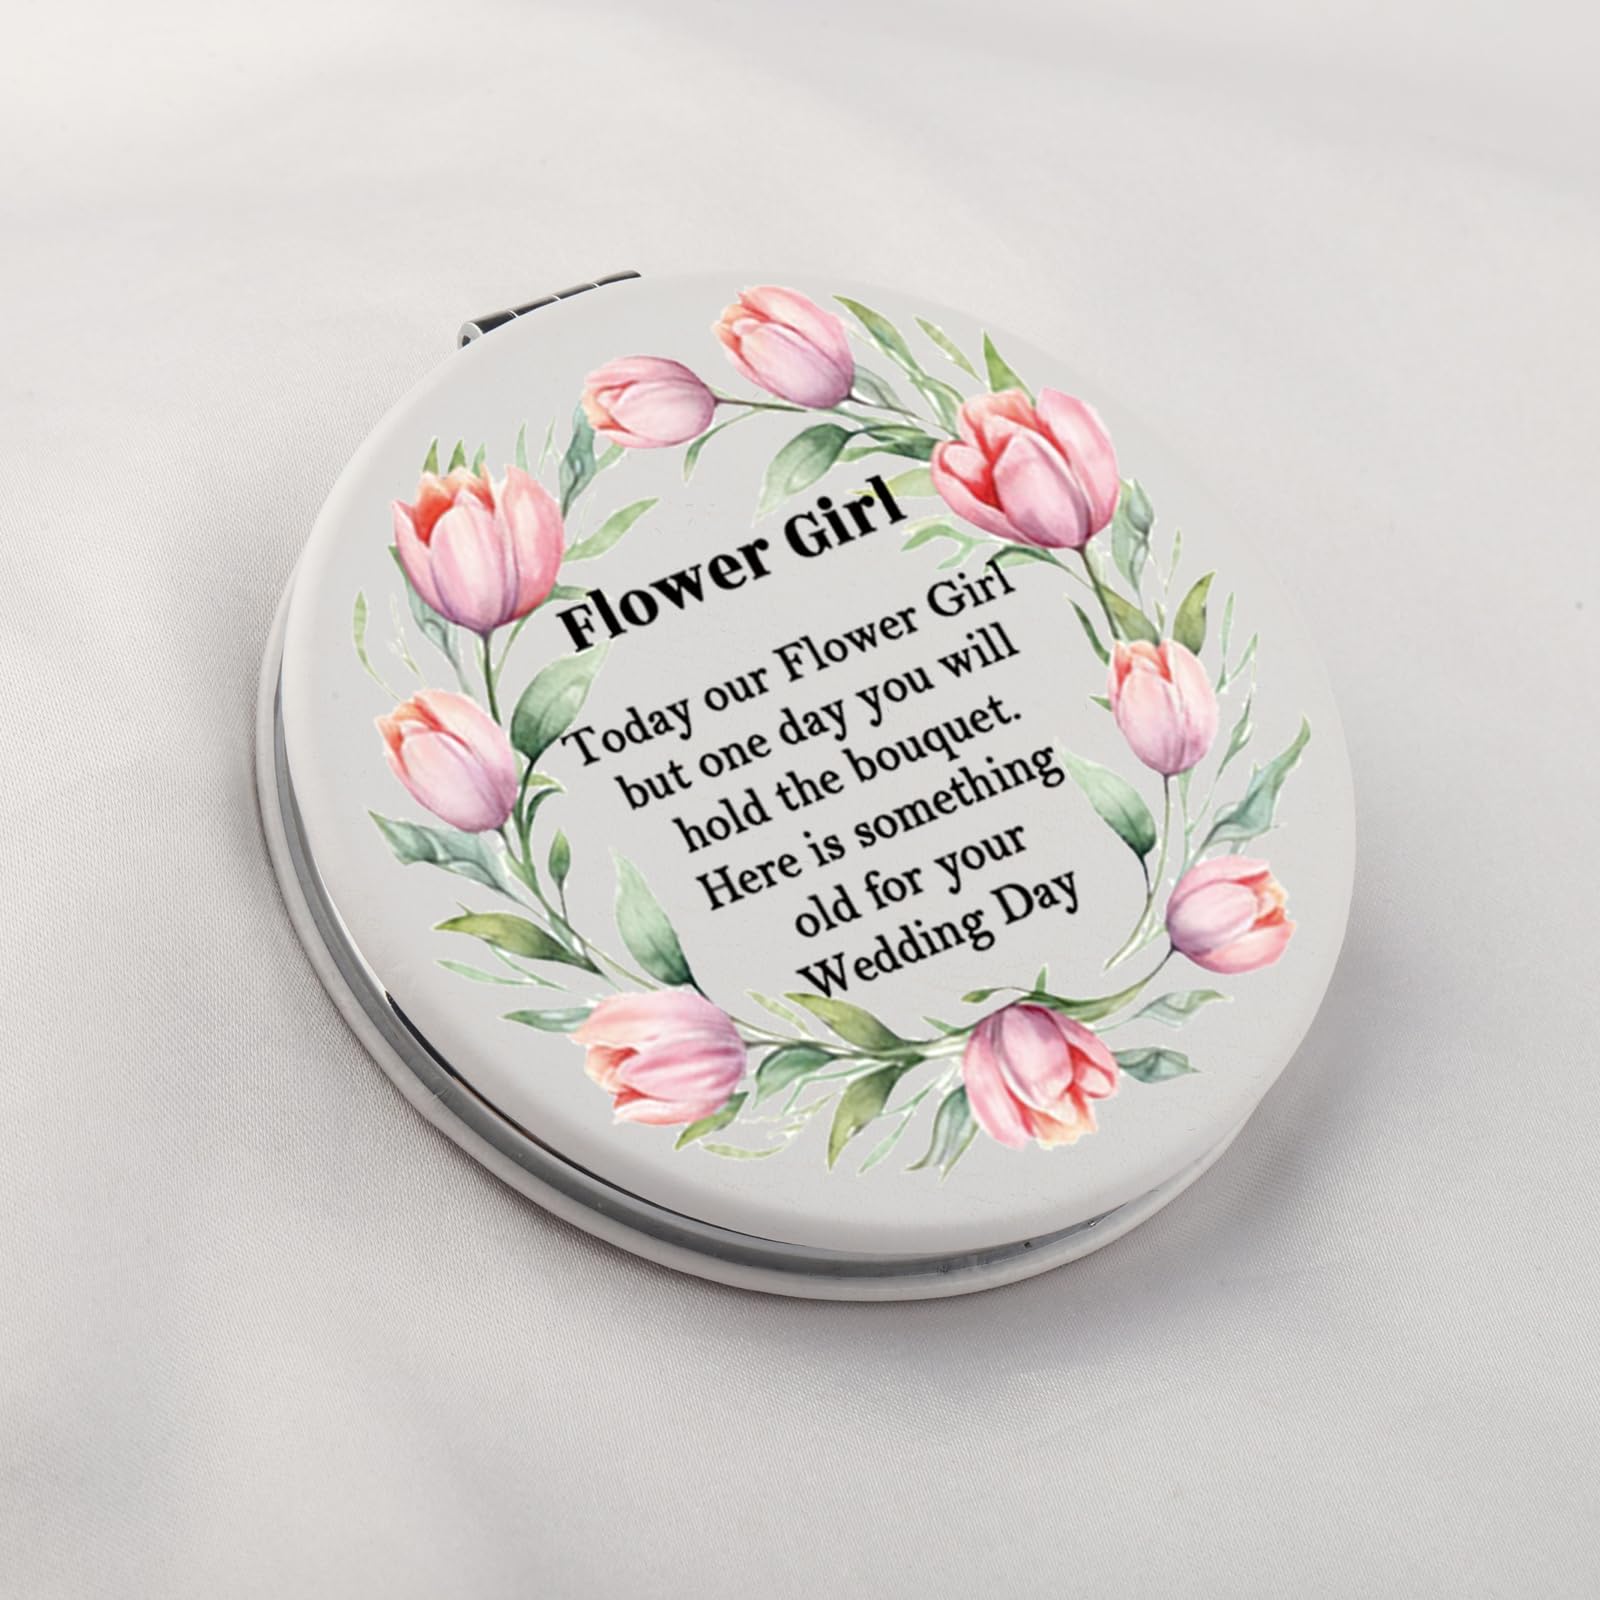 Flower Girl
Today our Flower Girl
but one day you will
hold the bouquet.
Here is something
old for your
Wedding Day